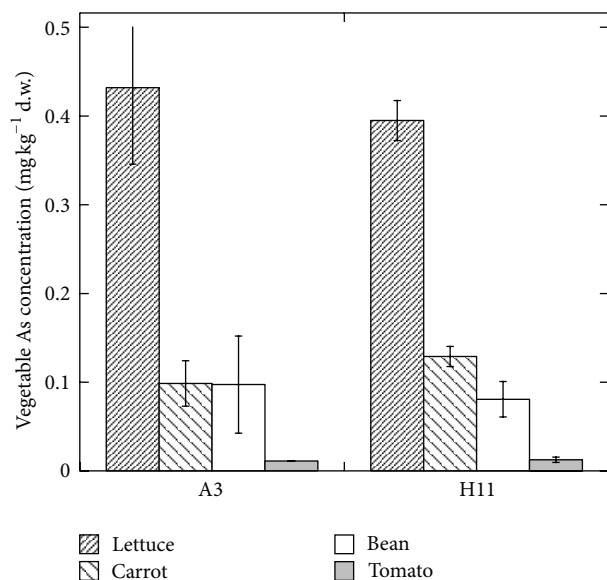 Vegetable As concentration (mg kg⁻¹ d.w.)
0.5
0.4
0.3
0.2
0.1
0
A3 H11
Lettuce Bean
Carrot Tomato